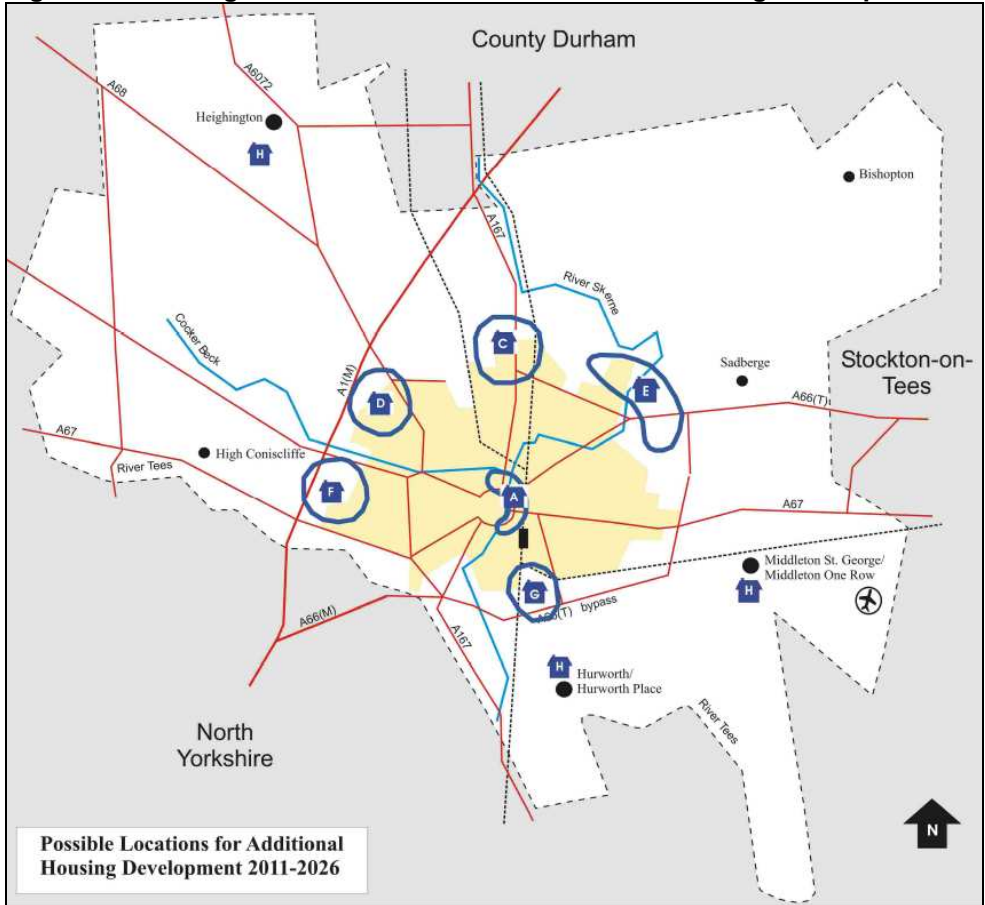 County Durham
A6072
A68
Heighington
H
Bishopton
A167
River Skerne
Cocker Beck
C
Sadberge
Stockton-on-
Tees
E
A1(M)
D
A66(T)
A67
High Coniscliffe
River Tees
F
A
A67
Middleton St. George/
Middleton One Row
H
G
bypass
A66(M)
A167
H
Hurworth/
Hurworth Place
River Tees
North
Yorkshire
N
Possible Locations for Additional
Housing Development 2011-2026